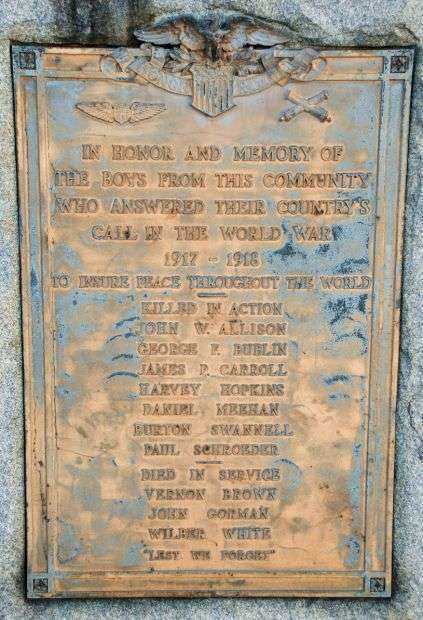 IN HONOR AND MEMORY OF
THE BOYS FROM THIS COMMUNITY
WHO ANSWERED THEIR COUNTRY'S
CALL IN THE WORLD WAR
1917 - 1918
TO INSURE PEACE THROUGHOUT THE WORLD
KILLED IN ACTION
JOHN W. ALLISON
GEORGE F. DUBLIN
JAMES P. CARROLL
HARVEY HOPKINS
DANIEL MEEHAN
BURTON SWANNELL
PAUL SCHROEDER
DIED IN SERVICE
VERNON BROWN
JOHN GORMAN
WILBER WHITE
"LEST WE FORGET"